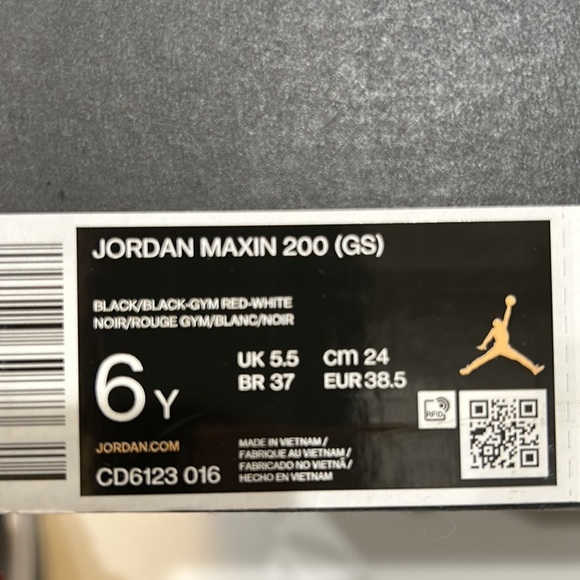 JORDAN MAXIN 200 (GS)
BLACK/BLACK-GYM RED-WHITE
NOIR/ROUGE GYM/BLANC/NOIR
6 Y
UK 5.5 cm 24
BR 37 EUR 38.5
RFID
JORDAN.COM
CD6123 016
MADE IN VIETNAM /
FABRIQUE AU VIETNAM /
FABRICADO NO VIETNÃ /
HECHO EN VIETNAM